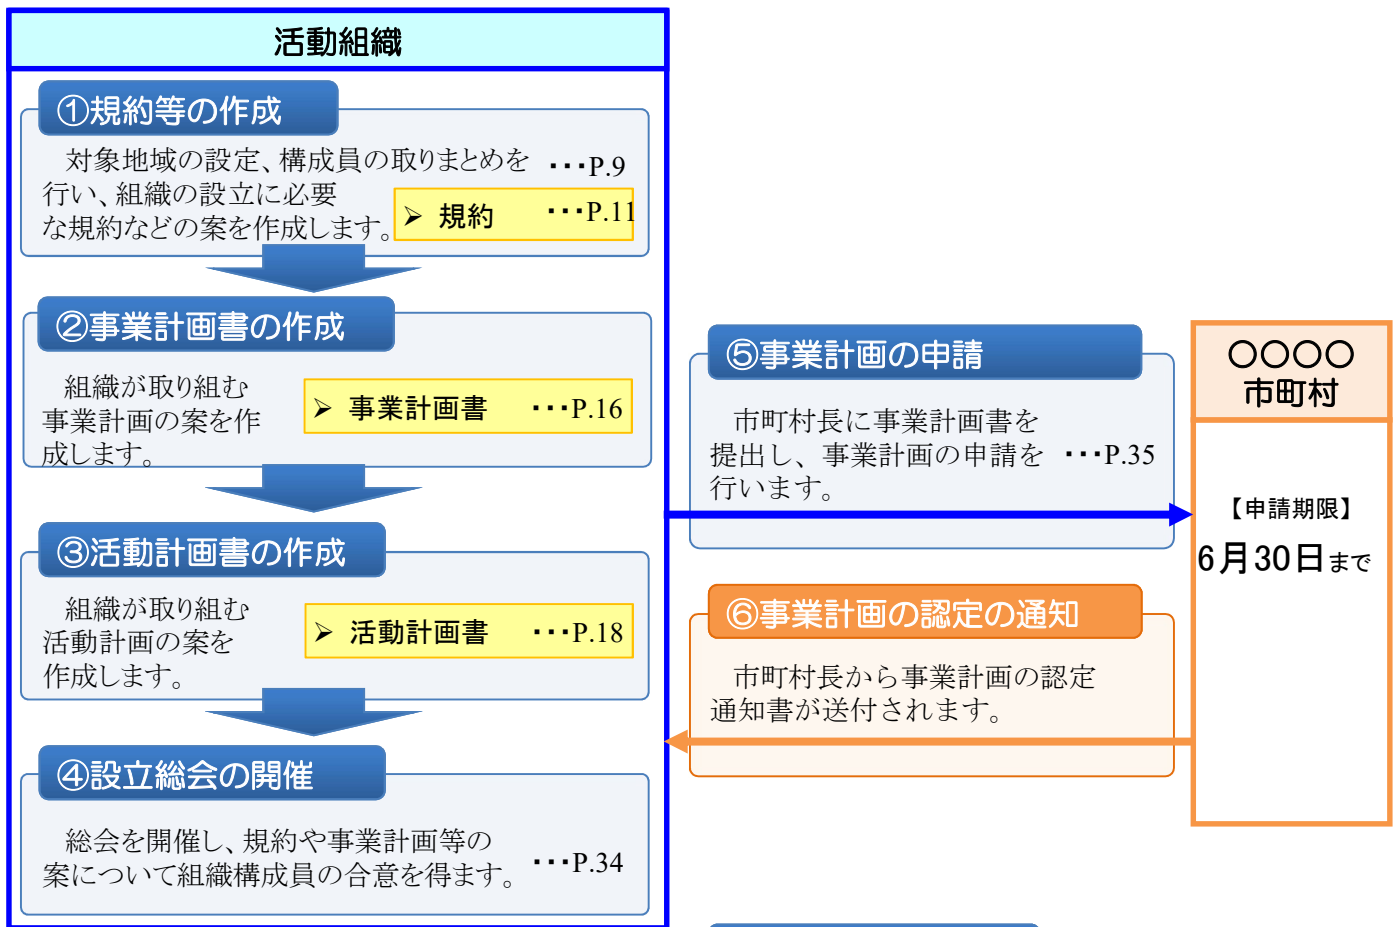 活動組織
①規約等の作成
対象地域の設定、構成員の取りまとめを ・・・P.9
行い、組織の設立に必要
な規約などの案を作成します。
➢ 規約 ・・・P.11
②事業計画書の作成
組織が取り組む
事業計画の案を作
成します。
➢ 事業計画書 ・・・P.16
③活動計画書の作成
組織が取り組む
活動計画の案を
作成します。
➢ 活動計画書 ・・・P.18
④設立総会の開催
総会を開催し、規約や事業計画等の
案について組織構成員の合意を得ます。 ・・・P.34
⑤事業計画の申請
市町村長に事業計画書を
提出し、事業計画の申請を ・・・P.35
行います。
⑥事業計画の認定の通知
市町村長から事業計画の認定
通知書が送付されます。
〇〇〇〇
市町村
【申請期限】
6月30日まで